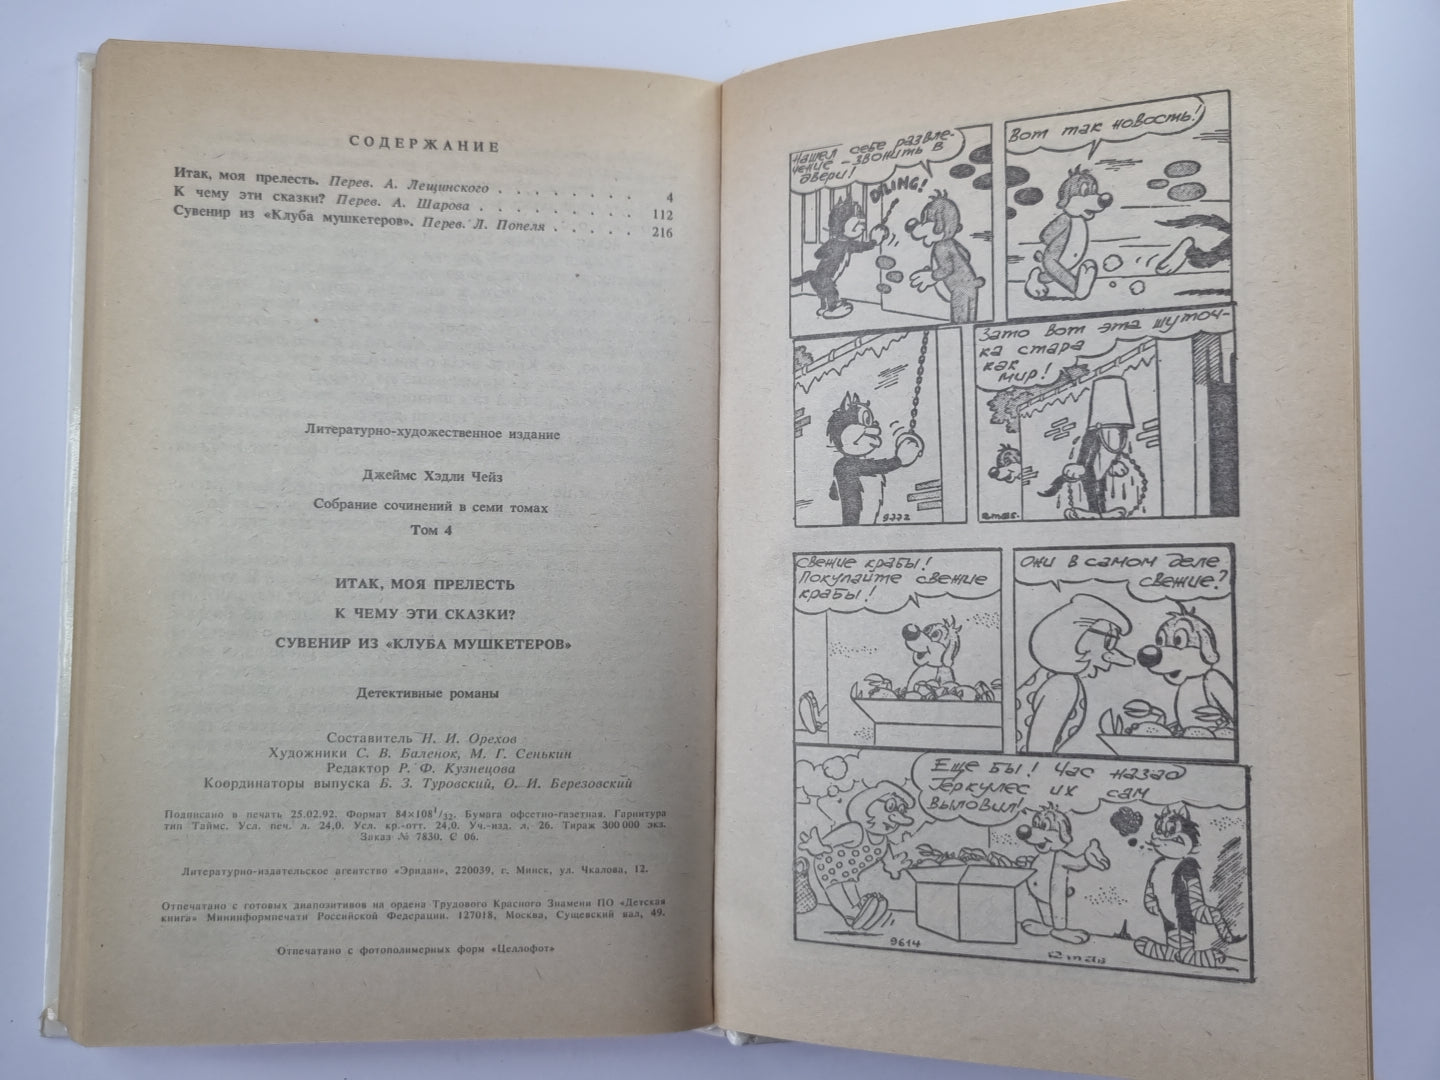 СОДЕРЖАНИЕ
Итак, моя прелесть. Перев. А. Лещинского . . . . . . . 4
К чему эти сказки? Перев. А. Шарова . . . . . . . . . 112
Сувенир из «Клуба мушкетеров». Перев. Л. Попеля . . . . . 216
Литературно-художественное издание
Джеймс Хэдли Чейз
Собрание сочинений в семи томах
Том 4
ИТАК, МОЯ ПРЕЛЕСТЬ
К ЧЕМУ ЭТИ СКАЗКИ?
СУВЕНИР ИЗ «КЛУБА МУШКЕТЕРОВ»
Детективные романы
Составитель Н. И. Орехов
Художники С. В. Баленок, М. Г. Сенькин
Редактор Р. Ф. Кузнецова
Координаторы выпуска Б. З. Туровский, О. И. Березовский
Подписано в печать 25.02.92. Формат 84×108¹/₃₂. Бумага офсетно-газетная. Гарнитура
тип Таймс. Усл. печ. л. 24,0. Усл. кр.-отт. 24,0. Уч.-изд. л. 26. Тираж 300 000 экз.
Заказ № 7830. С 06.
Литературно-издательское агентство «Эридан», 220039, г. Минск, ул. Чкалова, 12.
Отпечатано с готовых диапозитивов на ордена Трудового Красного Знамени ПО «Детская
книга» Мининформпечати Российской Федерации. 127018, Москва, Сущевский вал, 49.
Отпечатано с фотополимерных форм «Целлофот»
Нашел себе развле-
чение - звонить в
двери!
DLING!
Вот так новость!
9772
Зато вот эта шуточ-
ка стара
как
мир!
Свежие крабы!
Покупайте свежие
крабы!
Они в самом деле
свежие?
Еще бы! Час назад
Геркулес их сам
выловил!
9614